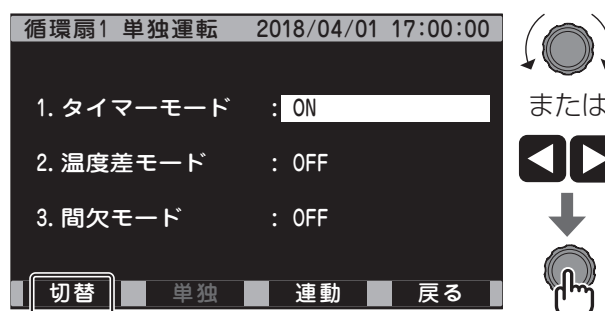 循環扇1 単独運転 2018/04/01 17:00:00
1. タイマーモード : ON
2. 温度差モード : OFF
3. 間欠モード : OFF
切替 単独 連動 戻る
または